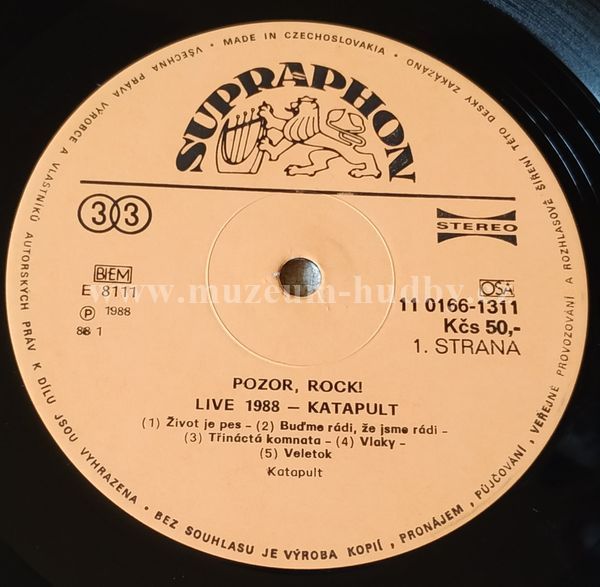 VŠECHNA PRÁVA VÝROBCE A VLASTNÍKŮ AUTORSKÝCH PRÁV K DÍLU JSOU VYHRAZENA • BEZ SOUHLASU JE VÝROBA KOPIÍ, PRONÁJEM, PŮJČOVÁNÍ, VEŘEJNÉ PROVOZOVÁNÍ A ROZHLASOVÉ ŠÍŘENÍ TÉTO DESKY ZAKÁZÁNO • MADE IN CZECHOSLOVAKIA •
SUPRAPHON
33
STEREO
BIEM
E 8111
Ⓟ 1988
88 1
OSA
11 0166-1311
Kčs 50,-
1. STRANA
www.muzeum-hudby.cz
POZOR, ROCK!
LIVE 1988 – KATAPULT
(1) Život je pes – (2) Buďme rádi, že jsme rádi –
(3) Třináctá komnata – (4) Vlaky –
(5) Veletok
Katapult